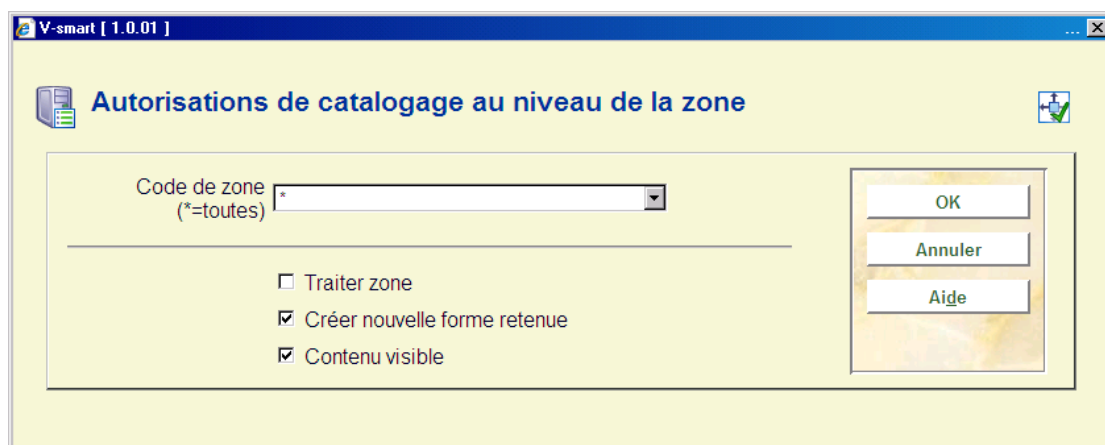 V-smart [ 1.0.01 ]
...
Autorisations de catalogage au niveau de la zone
Code de zone
(*=toutes)
*
OK
Annuler
Aide
Traiter zone
Créer nouvelle forme retenue
Contenu visible